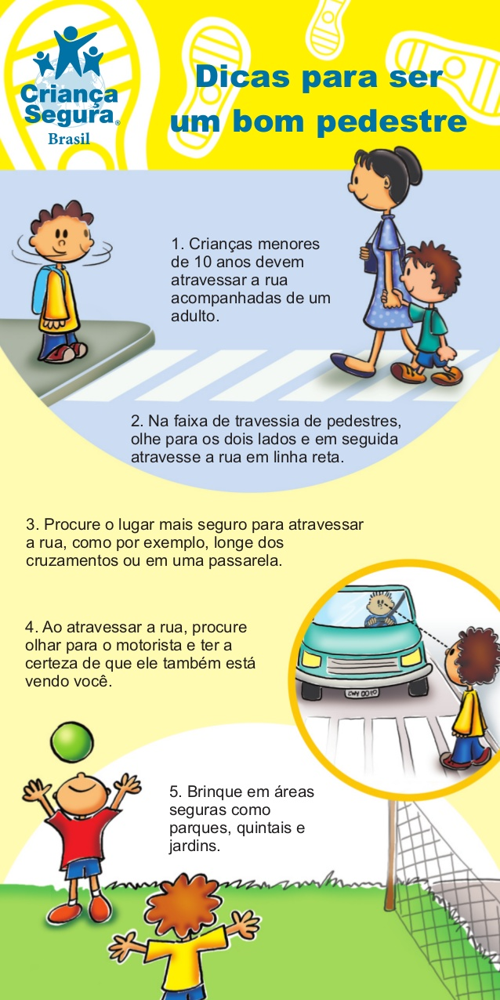 Criança
Segura®
Brasil
Dicas para ser
um bom pedestre
1. Crianças menores
de 10 anos devem
atravessar a rua
acompanhadas de um
adulto.
2. Na faixa de travessia de pedestres,
olhe para os dois lados e em seguida
atravesse a rua em linha reta.
3. Procure o lugar mais seguro para atravessar
a rua, como por exemplo, longe dos
cruzamentos ou em uma passarela.
4. Ao atravessar a rua, procure
olhar para o motorista e ter a
certeza de que ele também está
vendo você.
CWY 0010
5. Brinque em áreas
seguras como
parques, quintais e
jardins.